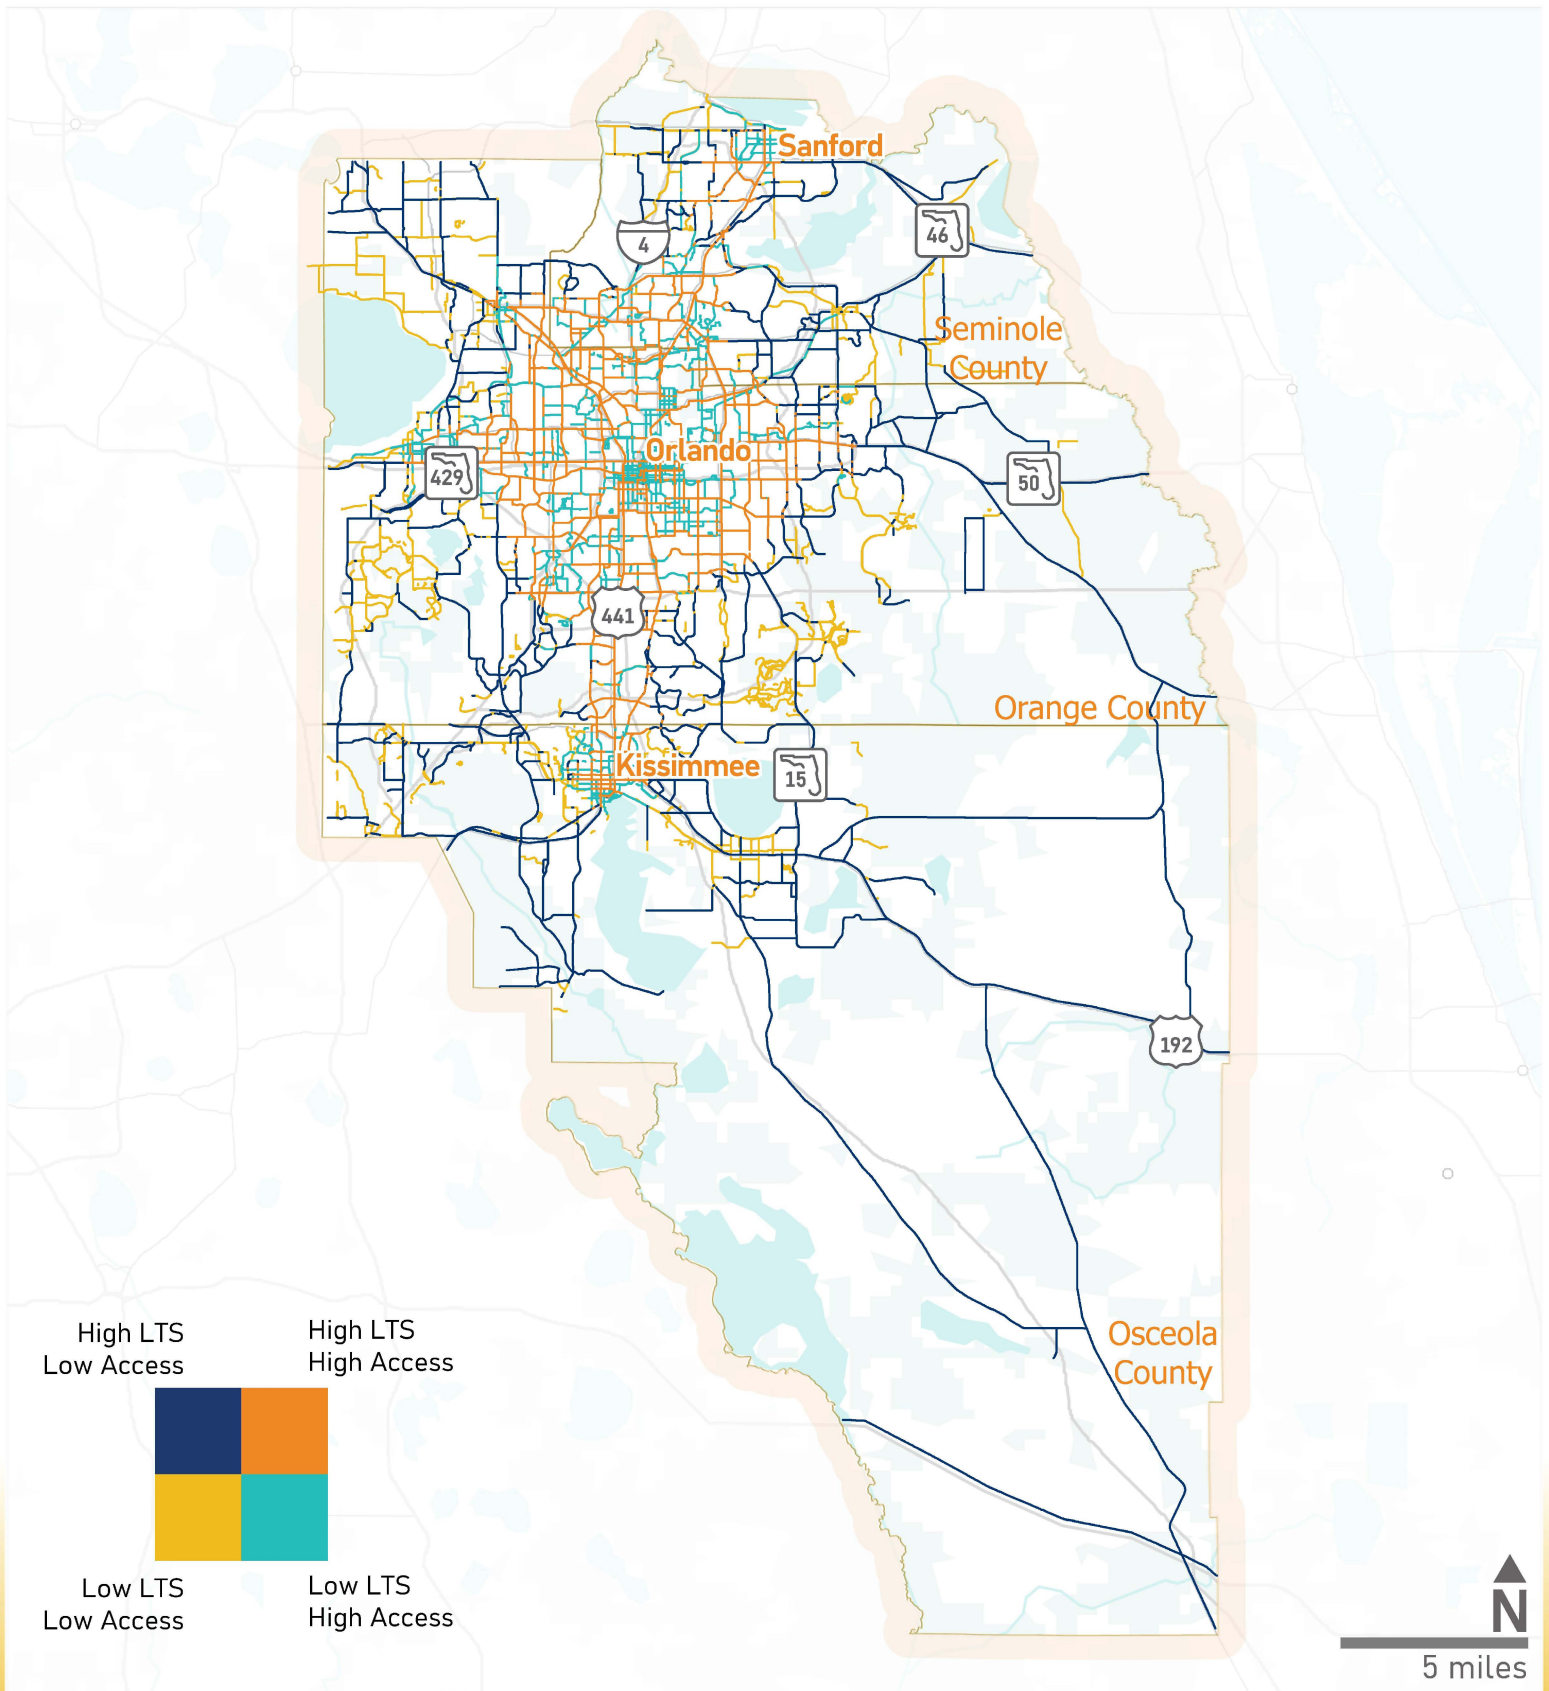 Sanford
4
46
Seminole
County
Orlando
429
50
441
Orange County
Kissimmee
15
192
Osceola
County
High LTS
Low Access
High LTS
High Access
Low LTS
Low Access
Low LTS
High Access
N
5 miles